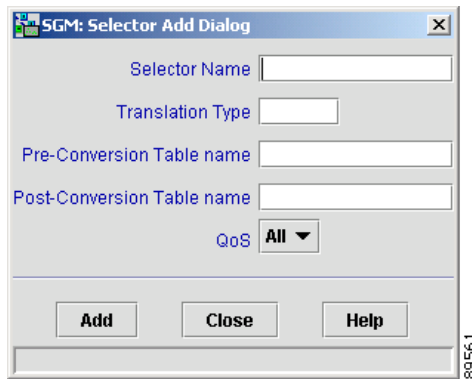 SGM: Selector Add Dialog
Selector Name
Translation Type
Pre-Conversion Table name
Post-Conversion Table name
QoS All
Add Close Help
89561